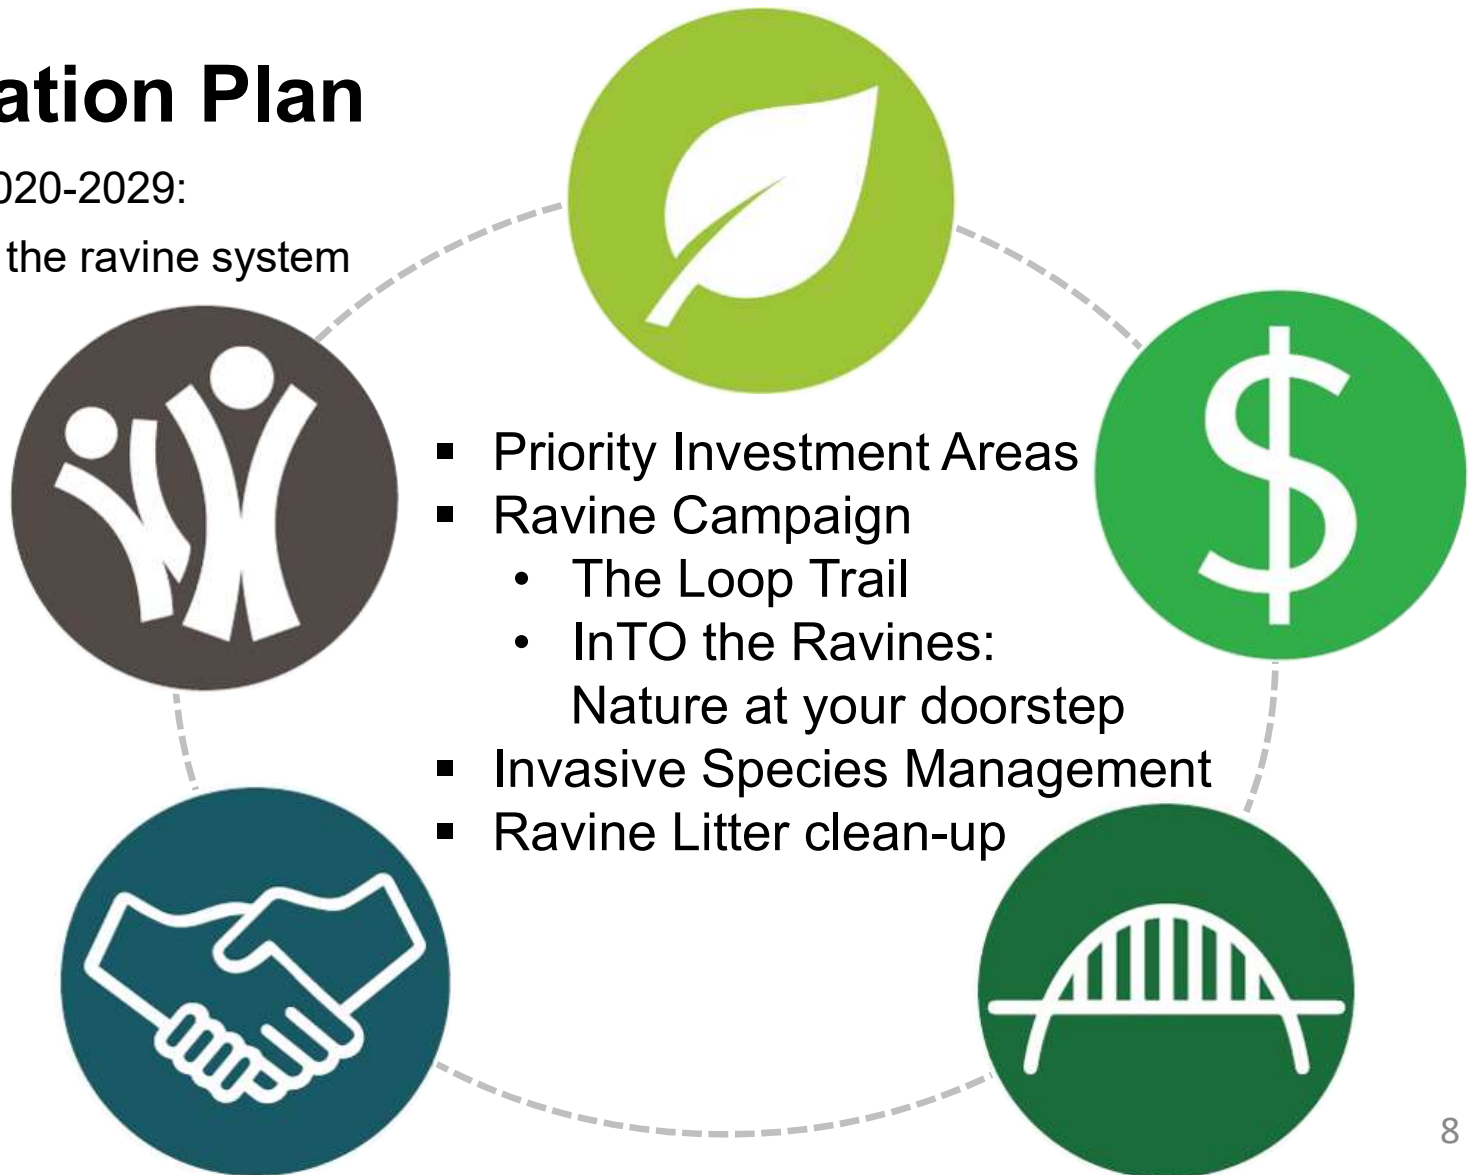 ation Plan
020-2029:
the ravine system
▪ Priority Investment Areas
▪ Ravine Campaign
• The Loop Trail
• InTO the Ravines:
Nature at your doorstep
▪ Invasive Species Management
▪ Ravine Litter clean-up
$
8